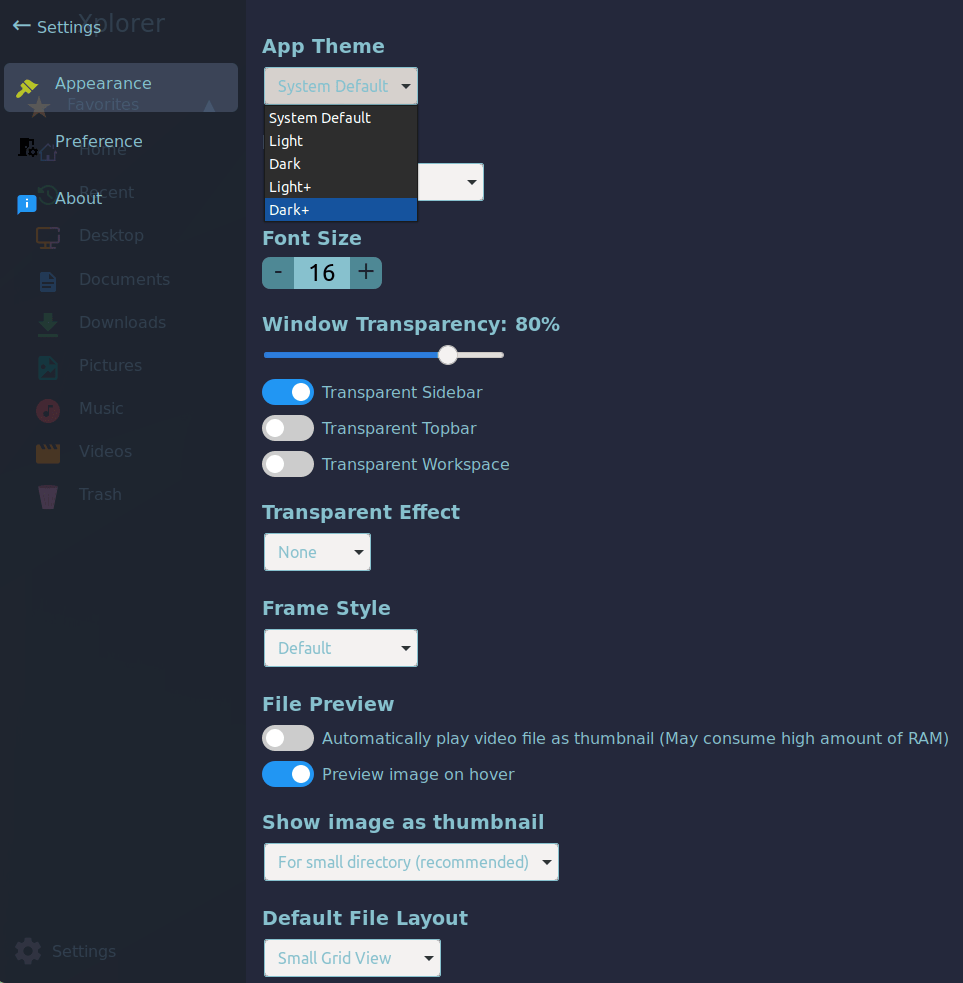 ← Settings
Xplorer
Appearance
Favorites
Preference
Home
Recent
About
Desktop
Documents
Downloads
Pictures
Music
Videos
Trash
Settings
App Theme
System Default
System Default
Light
Dark
Light+
Dark+
Font Size
- 16 +
Window Transparency: 80%
Transparent Sidebar
Transparent Topbar
Transparent Workspace
Transparent Effect
None
Frame Style
Default
File Preview
Automatically play video file as thumbnail (May consume high amount of RAM)
Preview image on hover
Show image as thumbnail
For small directory (recommended)
Default File Layout
Small Grid View